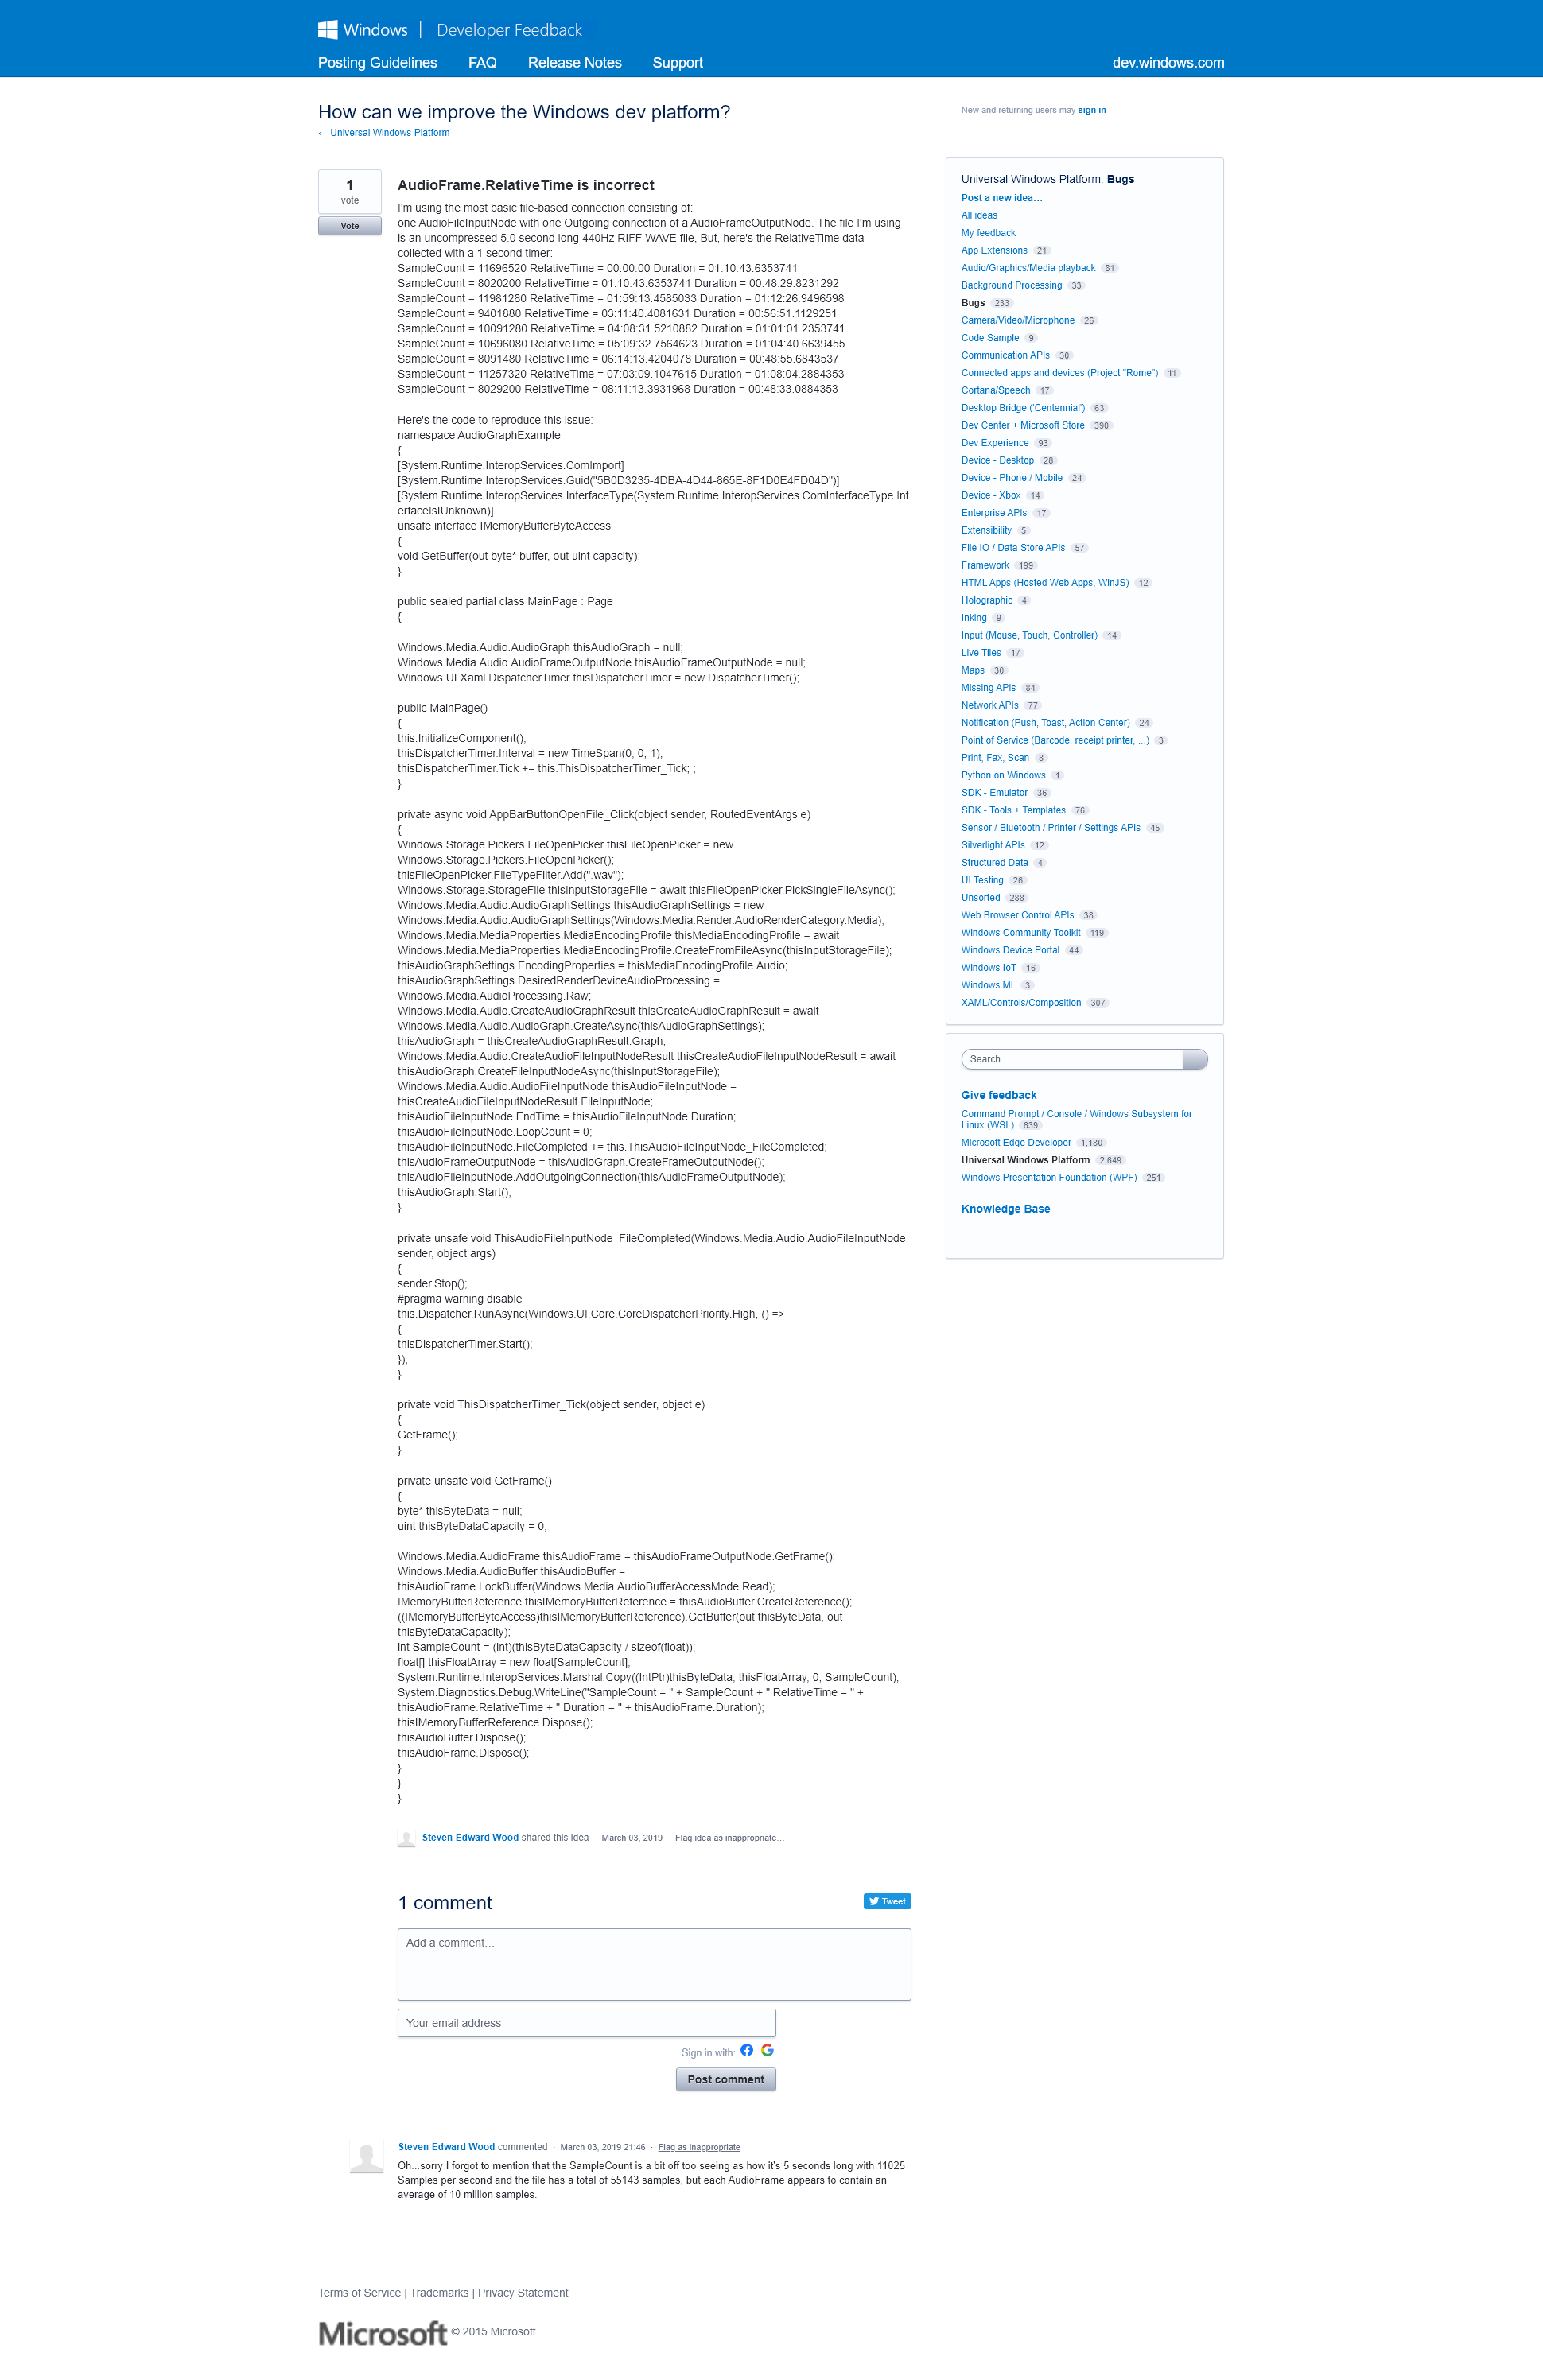 Windows | Developer Feedback
Posting Guidelines FAQ Release Notes Support dev.windows.com
How can we improve the Windows dev platform?
← Universal Windows Platform
New and returning users may sign in
1
vote
Vote
AudioFrame.RelativeTime is incorrect
I'm using the most basic file-based connection consisting of:
one AudioFileInputNode with one Outgoing connection of a AudioFrameOutputNode. The file I'm using
is an uncompressed 5.0 second long 440Hz RIFF WAVE file, But, here's the RelativeTime data
collected with a 1 second timer:
SampleCount = 11696520 RelativeTime = 00:00:00 Duration = 01:10:43.6353741
SampleCount = 8020200 RelativeTime = 01:10:43.6353741 Duration = 00:48:29.8231292
SampleCount = 11981280 RelativeTime = 01:59:13.4585033 Duration = 01:12:26.9496598
SampleCount = 9401880 RelativeTime = 03:11:40.4081631 Duration = 00:56:51.1129251
SampleCount = 10091280 RelativeTime = 04:08:31.5210882 Duration = 01:01:01.2353741
SampleCount = 10696080 RelativeTime = 05:09:32.7564623 Duration = 01:04:40.6639455
SampleCount = 8091480 RelativeTime = 06:14:13.4204078 Duration = 00:48:55.6843537
SampleCount = 11257320 RelativeTime = 07:03:09.1047615 Duration = 01:08:04.2884353
SampleCount = 8029200 RelativeTime = 08:11:13.3931968 Duration = 00:48:33.0884353
Here's the code to reproduce this issue:
namespace AudioGraphExample
{
[System.Runtime.InteropServices.ComImport]
[System.Runtime.InteropServices.Guid("5B0D3235-4DBA-4D44-865E-8F1D0E4FD04D")]
[System.Runtime.InteropServices.InterfaceType(System.Runtime.InteropServices.ComInterfaceType.Int
erfaceIsIUnknown)]
unsafe interface IMemoryBufferByteAccess
{
void GetBuffer(out byte* buffer, out uint capacity);
}
public sealed partial class MainPage : Page
{
Windows.Media.Audio.AudioGraph thisAudioGraph = null;
Windows.Media.Audio.AudioFrameOutputNode thisAudioFrameOutputNode = null;
Windows.UI.Xaml.DispatcherTimer thisDispatcherTimer = new DispatcherTimer();
public MainPage()
{
this.InitializeComponent();
thisDispatcherTimer.Interval = new TimeSpan(0, 0, 1);
thisDispatcherTimer.Tick += this.ThisDispatcherTimer_Tick; ;
}
private async void AppBarButtonOpenFile_Click(object sender, RoutedEventArgs e)
{
Windows.Storage.Pickers.FileOpenPicker thisFileOpenPicker = new
Windows.Storage.Pickers.FileOpenPicker();
thisFileOpenPicker.FileTypeFilter.Add(".wav");
Windows.Storage.StorageFile thisInputStorageFile = await thisFileOpenPicker.PickSingleFileAsync();
Windows.Media.Audio.AudioGraphSettings thisAudioGraphSettings = new
Windows.Media.Audio.AudioGraphSettings(Windows.Media.Render.AudioRenderCategory.Media);
Windows.Media.MediaProperties.MediaEncodingProfile thisMediaEncodingProfile = await
Windows.Media.MediaProperties.MediaEncodingProfile.CreateFromFileAsync(thisInputStorageFile);
thisAudioGraphSettings.EncodingProperties = thisMediaEncodingProfile.Audio;
thisAudioGraphSettings.DesiredRenderDeviceAudioProcessing =
Windows.Media.AudioProcessing.Raw;
Windows.Media.Audio.CreateAudioGraphResult thisCreateAudioGraphResult = await
Windows.Media.Audio.AudioGraph.CreateAsync(thisAudioGraphSettings);
thisAudioGraph = thisCreateAudioGraphResult.Graph;
Windows.Media.Audio.CreateAudioFileInputNodeResult thisCreateAudioFileInputNodeResult = await
thisAudioGraph.CreateFileInputNodeAsync(thisInputStorageFile);
Windows.Media.Audio.AudioFileInputNode thisAudioFileInputNode =
thisCreateAudioFileInputNodeResult.FileInputNode;
thisAudioFileInputNode.EndTime = thisAudioFileInputNode.Duration;
thisAudioFileInputNode.LoopCount = 0;
thisAudioFileInputNode.FileCompleted += this.ThisAudioFileInputNode_FileCompleted;
thisAudioFrameOutputNode = thisAudioGraph.CreateFrameOutputNode();
thisAudioFileInputNode.AddOutgoingConnection(thisAudioFrameOutputNode);
thisAudioGraph.Start();
}
private unsafe void ThisAudioFileInputNode_FileCompleted(Windows.Media.Audio.AudioFileInputNode
sender, object args)
{
sender.Stop();
#pragma warning disable
this.Dispatcher.RunAsync(Windows.UI.Core.CoreDispatcherPriority.High, () =>
{
thisDispatcherTimer.Start();
});
}
private void ThisDispatcherTimer_Tick(object sender, object e)
{
GetFrame();
}
private unsafe void GetFrame()
{
byte* thisByteData = null;
uint thisByteDataCapacity = 0;
Windows.Media.AudioFrame thisAudioFrame = thisAudioFrameOutputNode.GetFrame();
Windows.Media.AudioBuffer thisAudioBuffer =
thisAudioFrame.LockBuffer(Windows.Media.AudioBufferAccessMode.Read);
IMemoryBufferReference thisIMemoryBufferReference = thisAudioBuffer.CreateReference();
((IMemoryBufferByteAccess)thisIMemoryBufferReference).GetBuffer(out thisByteData, out
thisByteDataCapacity);
int SampleCount = (int)(thisByteDataCapacity / sizeof(float));
float[] thisFloatArray = new float[SampleCount];
System.Runtime.InteropServices.Marshal.Copy((IntPtr)thisByteData, thisFloatArray, 0, SampleCount);
System.Diagnostics.Debug.WriteLine("SampleCount = " + SampleCount + " RelativeTime = " +
thisAudioFrame.RelativeTime + " Duration = " + thisAudioFrame.Duration);
thisIMemoryBufferReference.Dispose();
thisAudioBuffer.Dispose();
thisAudioFrame.Dispose();
}
}
}
Steven Edward Wood shared this idea · March 03, 2019 · Flag idea as inappropriate…
1 comment
Tweet
Add a comment…
Your email address
Sign in with:
Post comment
Steven Edward Wood commented · March 03, 2019 21:46 · Flag as inappropriate
Oh...sorry I forgot to mention that the SampleCount is a bit off too seeing as how it's 5 seconds long with 11025
Samples per second and the file has a total of 55143 samples, but each AudioFrame appears to contain an
average of 10 million samples.
Universal Windows Platform: Bugs
Post a new idea…
All ideas
My feedback
App Extensions 21
Audio/Graphics/Media playback 81
Background Processing 33
Bugs 233
Camera/Video/Microphone 26
Code Sample 9
Communication APIs 30
Connected apps and devices (Project "Rome") 11
Cortana/Speech 17
Desktop Bridge ('Centennial') 63
Dev Center + Microsoft Store 390
Dev Experience 93
Device - Desktop 28
Device - Phone / Mobile 24
Device - Xbox 14
Enterprise APIs 17
Extensibility 5
File IO / Data Store APIs 57
Framework 199
HTML Apps (Hosted Web Apps, WinJS) 12
Holographic 4
Inking 9
Input (Mouse, Touch, Controller) 14
Live Tiles 17
Maps 30
Missing APIs 84
Network APIs 77
Notification (Push, Toast, Action Center) 24
Point of Service (Barcode, receipt printer, ...) 3
Print, Fax, Scan 8
Python on Windows 1
SDK - Emulator 36
SDK - Tools + Templates 76
Sensor / Bluetooth / Printer / Settings APIs 45
Silverlight APIs 12
Structured Data 4
UI Testing 26
Unsorted 288
Web Browser Control APIs 38
Windows Community Toolkit 119
Windows Device Portal 44
Windows IoT 16
Windows ML 3
XAML/Controls/Composition 307
Search
Give feedback
Command Prompt / Console / Windows Subsystem for
Linux (WSL) 639
Microsoft Edge Developer 1,180
Universal Windows Platform 2,649
Windows Presentation Foundation (WPF) 251
Knowledge Base
Terms of Service | Trademarks | Privacy Statement
Microsoft © 2015 Microsoft